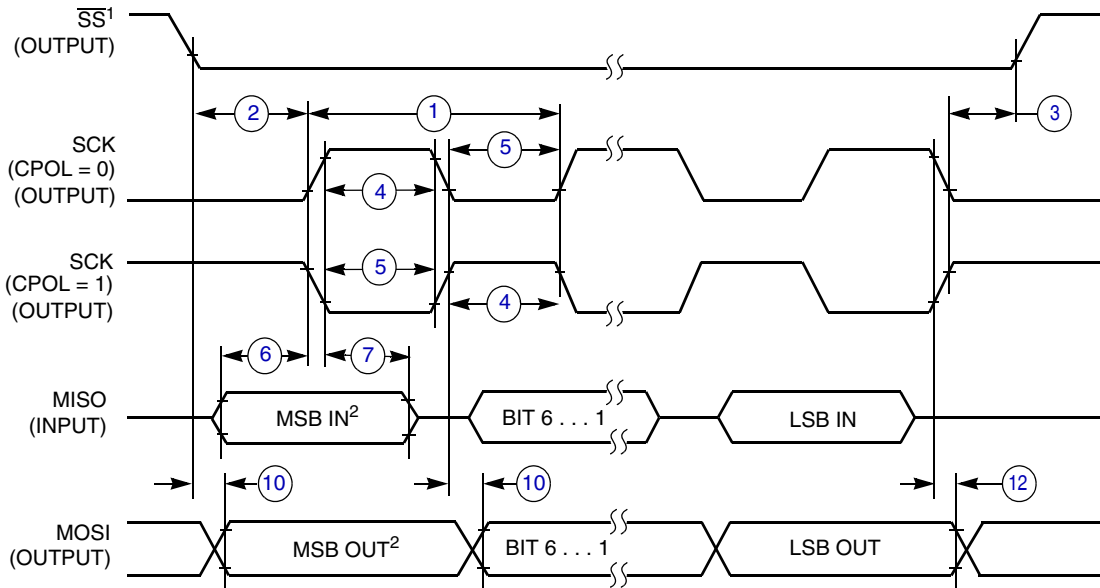 SS¹
(OUTPUT)
2
1
3
SCK
(CPOL = 0)
(OUTPUT)
5
4
SCK
(CPOL = 1)
(OUTPUT)
5
4
6
7
MISO
(INPUT)
MSB IN²
BIT 6 . . . 1
LSB IN
10
10
12
MOSI
(OUTPUT)
MSB OUT²
BIT 6 . . . 1
LSB OUT